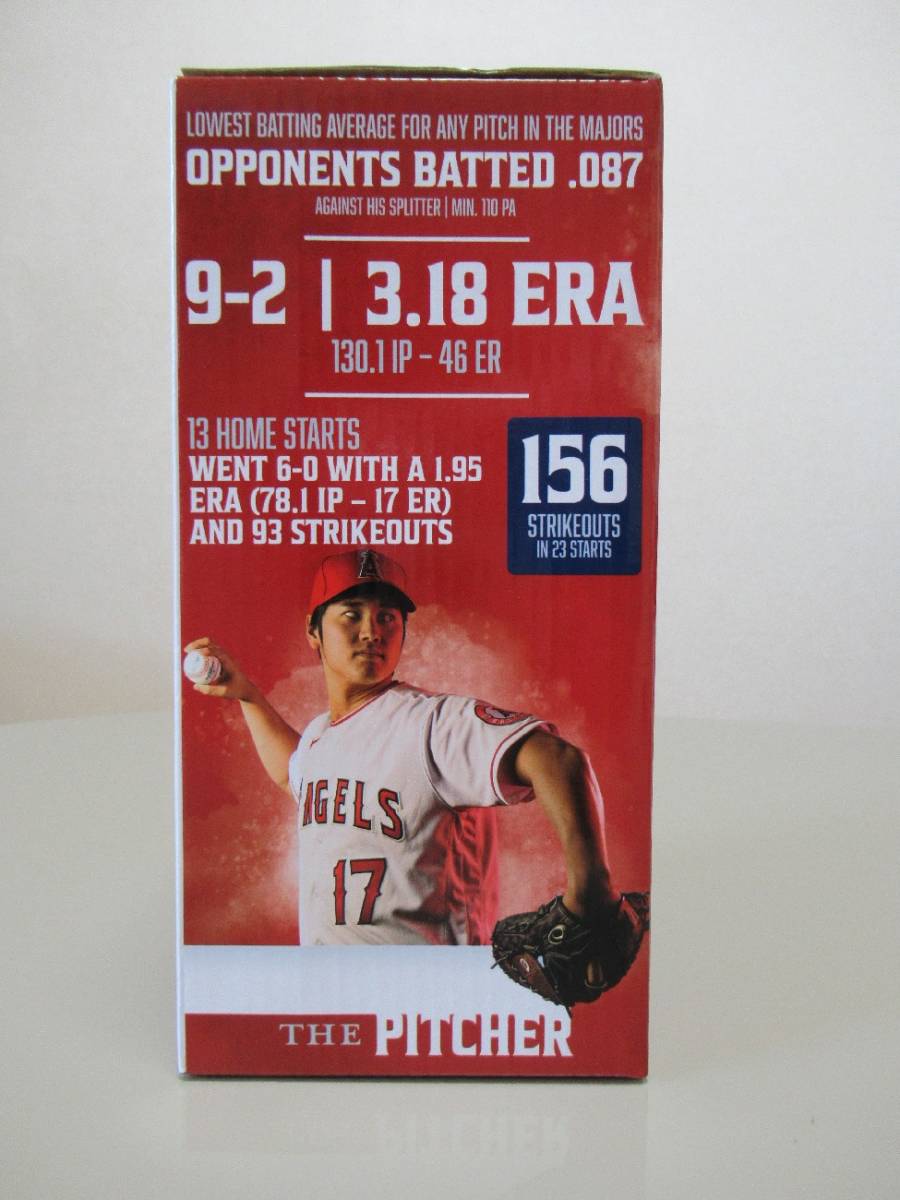 LOWEST BATTING AVERAGE FOR ANY PITCH IN THE MAJORS
OPPONENTS BATTED .087
AGAINST HIS SPLITTER | MIN. 110 PA
9-2 | 3.18 ERA
130.1 IP – 46 ER
13 HOME STARTS
WENT 6-0 WITH A 1.95
ERA (78.1 IP – 17 ER)
AND 93 STRIKEOUTS
156
STRIKEOUTS
IN 23 STARTS
A
ANGELS
17
THE PITCHER